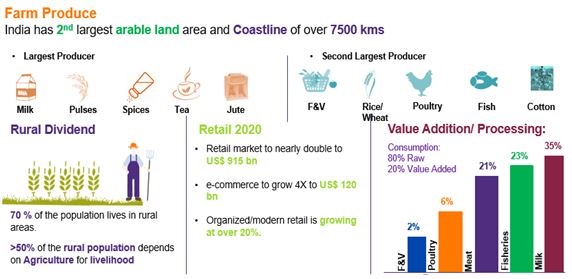 Farm Produce
India has 2nd largest arable land area and Coastline of over 7500 kms
• Largest Producer
• Second Largest Producer
Milk Pulses Spices Tea Jute
F&V Rice/ Wheat Poultry Fish Cotton
Rural Dividend
70 % of the population lives in rural
areas.
>50% of the rural population depends
on Agriculture for livelihood
Retail 2020
• Retail market to nearly double to
US$ 915 bn
• e-commerce to grow 4X to US$ 120
bn
• Organized/modern retail is growing
at over 20%.
Value Addition/ Processing:
Consumption:
80% Raw
20% Value Added
2% 6% 21% 23% 35%
F&V Poultry Meat Fisheries Milk